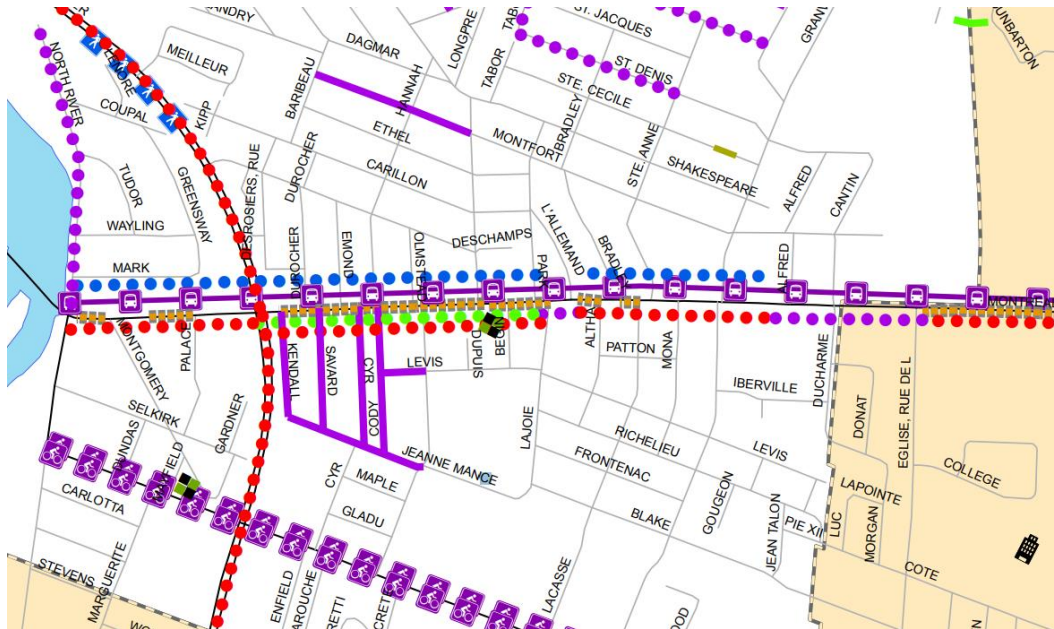 ST. JACQUES
DUNBARTON
DAGMAR
LONGPRE
TABOR
MEILLEUR
NORTH RIVER
BARIBEAU
HANNAH
ST. DENIS
STE. CECILE
COUPAL
KIPP
ETHEL
MONTFORT
BRADLEY
STE. ANNE
SHAKESPEARE
TUDOR
GREENSWAY
DESROSIERS, RUE
DUROCHER
CARILLON
ALFRED
CANTIN
WAYLING
MARK
DUROCHER
EMOND
OLMSTEAD
DESCHAMPS
L'ALLEMAND
BRADLEY
PARK
ALFRED
MONTREAL
MONTGOMERY
PALACE
KENDALL
SAVARD
CYR
CODY
LEVIS
DUPUIS
ALTHA
PATTON
MONA
IBERVILLE
DUCHARME
DONAT
EGLISE, RUE DE L
SELKIRK
GARDNER
DUNDAS
LAJOIE
RICHELIEU
LEVIS
FRONTENAC
JEANNE MANCE
CYR
MAPLE
GLADU
COLLEGE
CARLOTTA
BLAKE
GOUGEON
JEAN TALON
PIE XII
LUC
LAPOINTE
MORGAN
COTE
STEVENS
MARGUERITE
ENFIELD
LACASSE